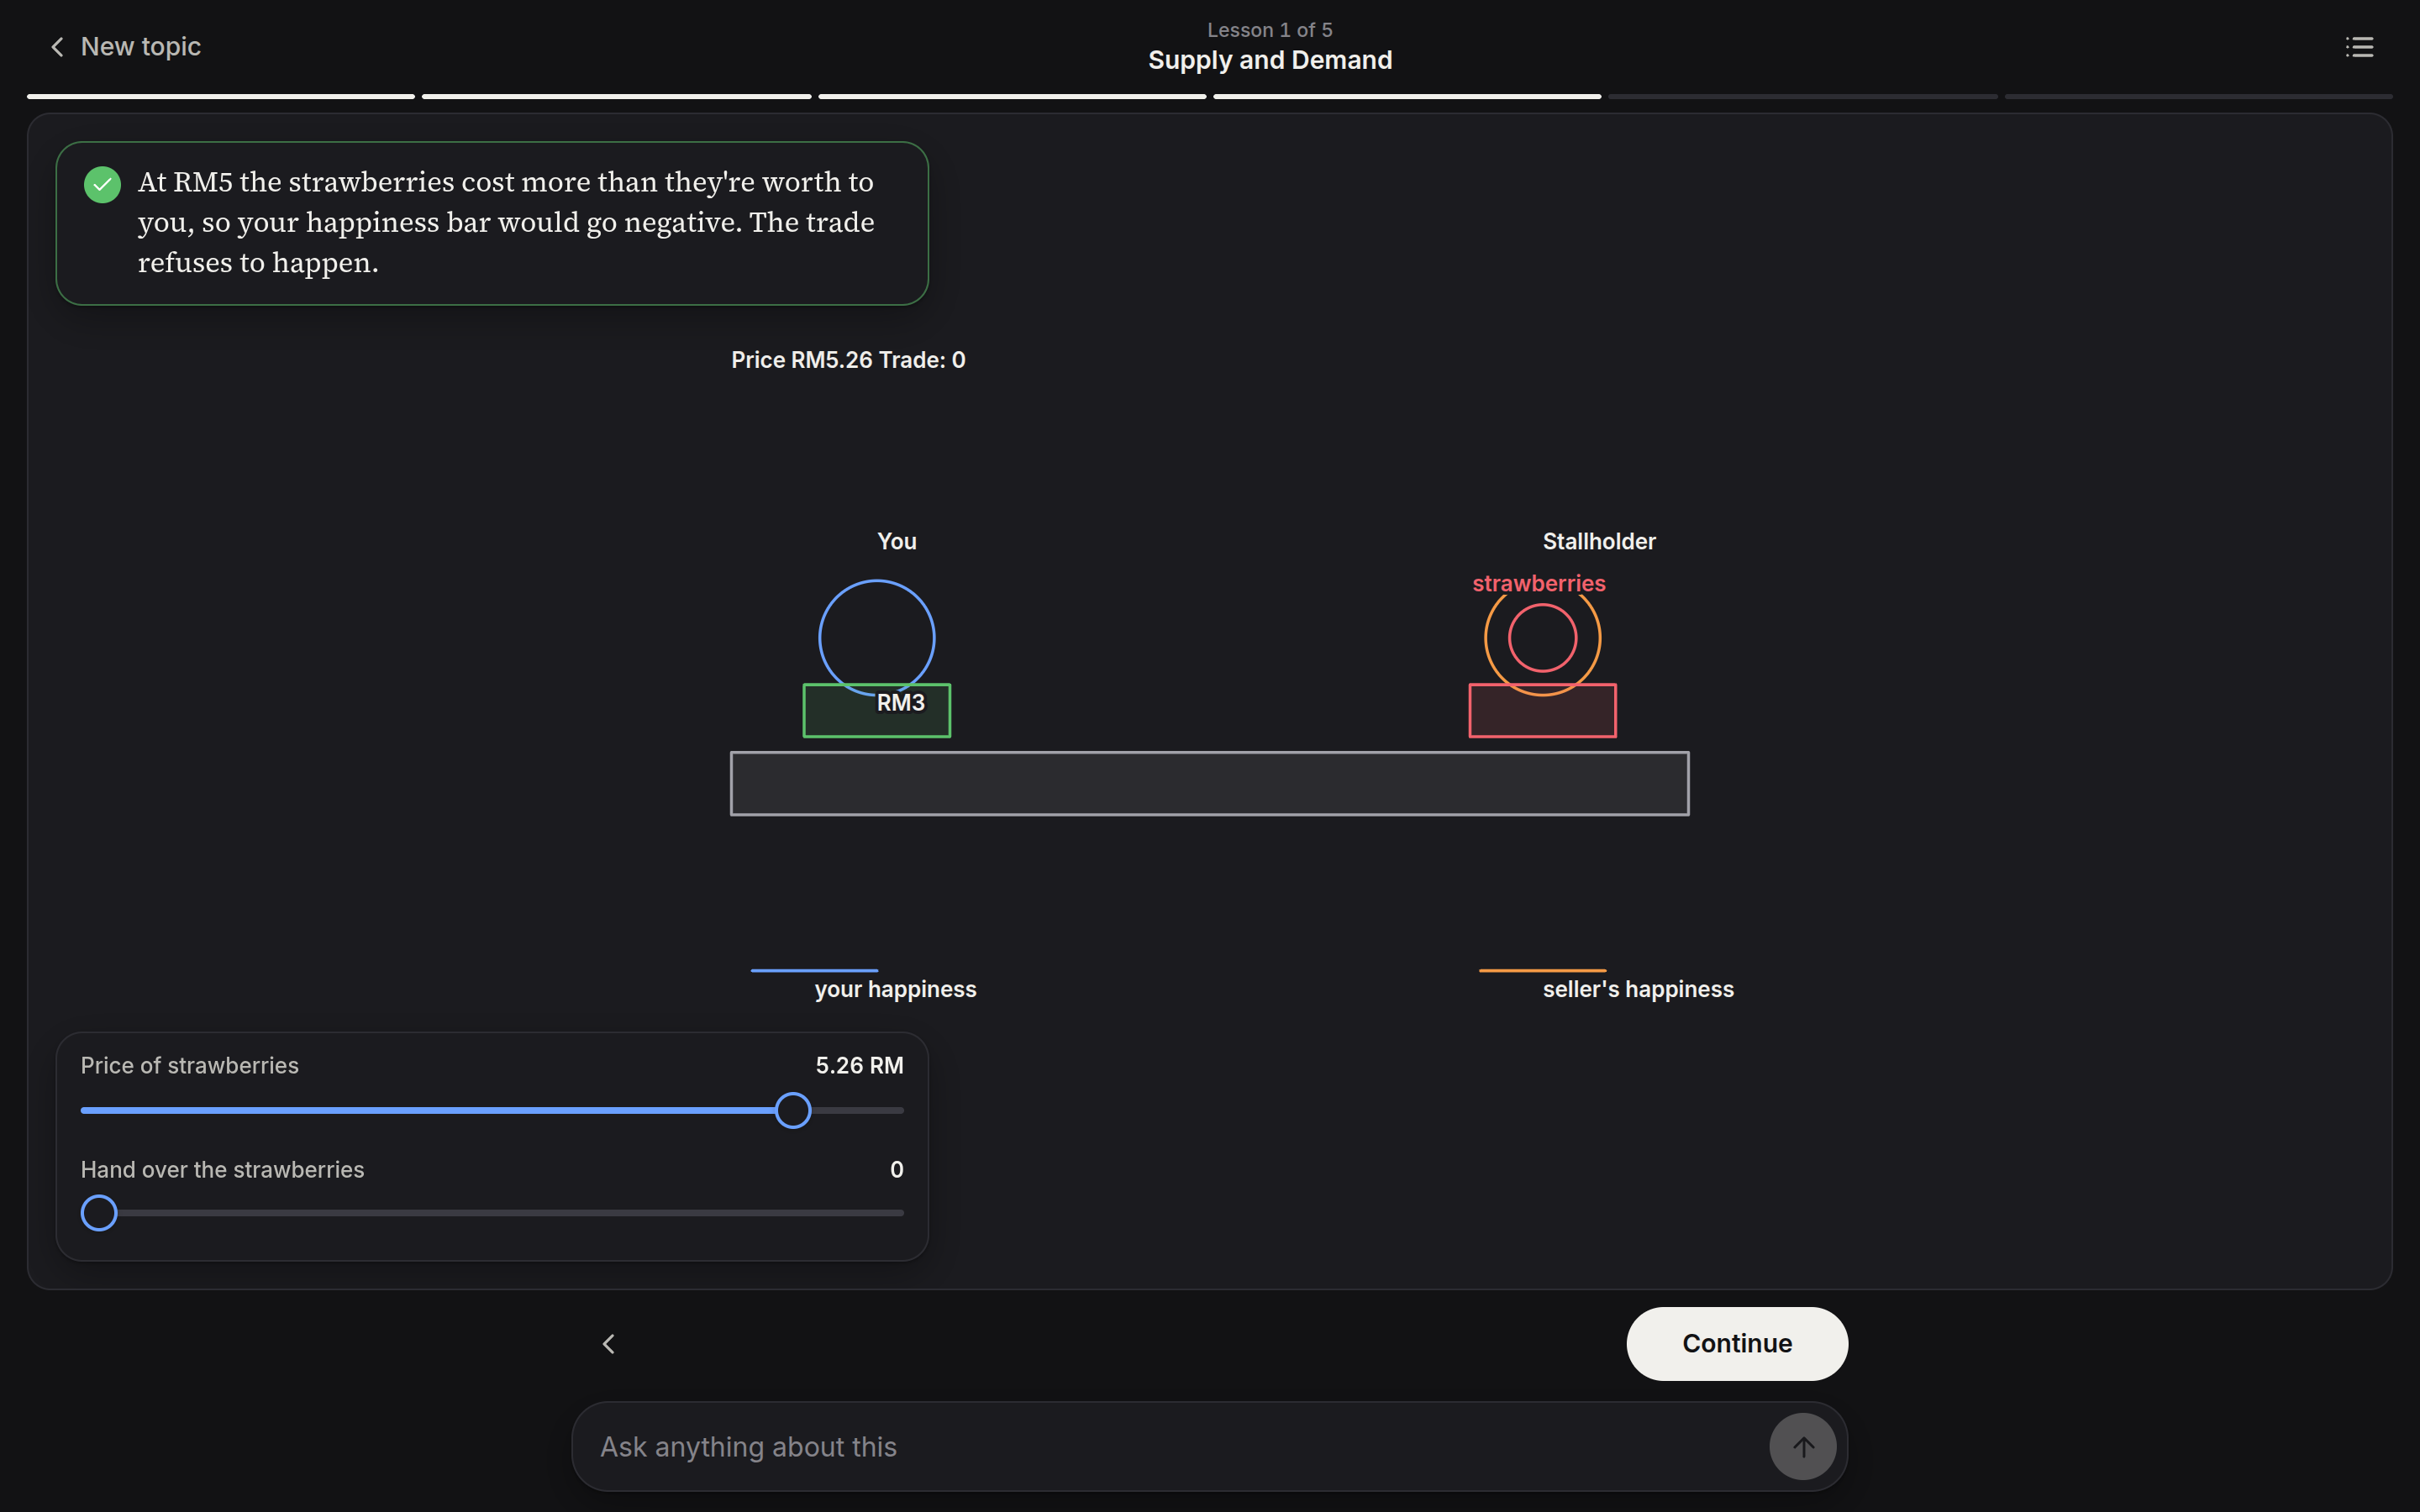 New topic
Lesson 1 of 5
Supply and Demand
At RM5 the strawberries cost more than they're worth to
you, so your happiness bar would go negative. The trade
refuses to happen.
Price RM5.26 Trade: 0
You
Stallholder
strawberries
RM3
your happiness
seller's happiness
Price of strawberries
5.26 RM
Hand over the strawberries
0
Continue
Ask anything about this